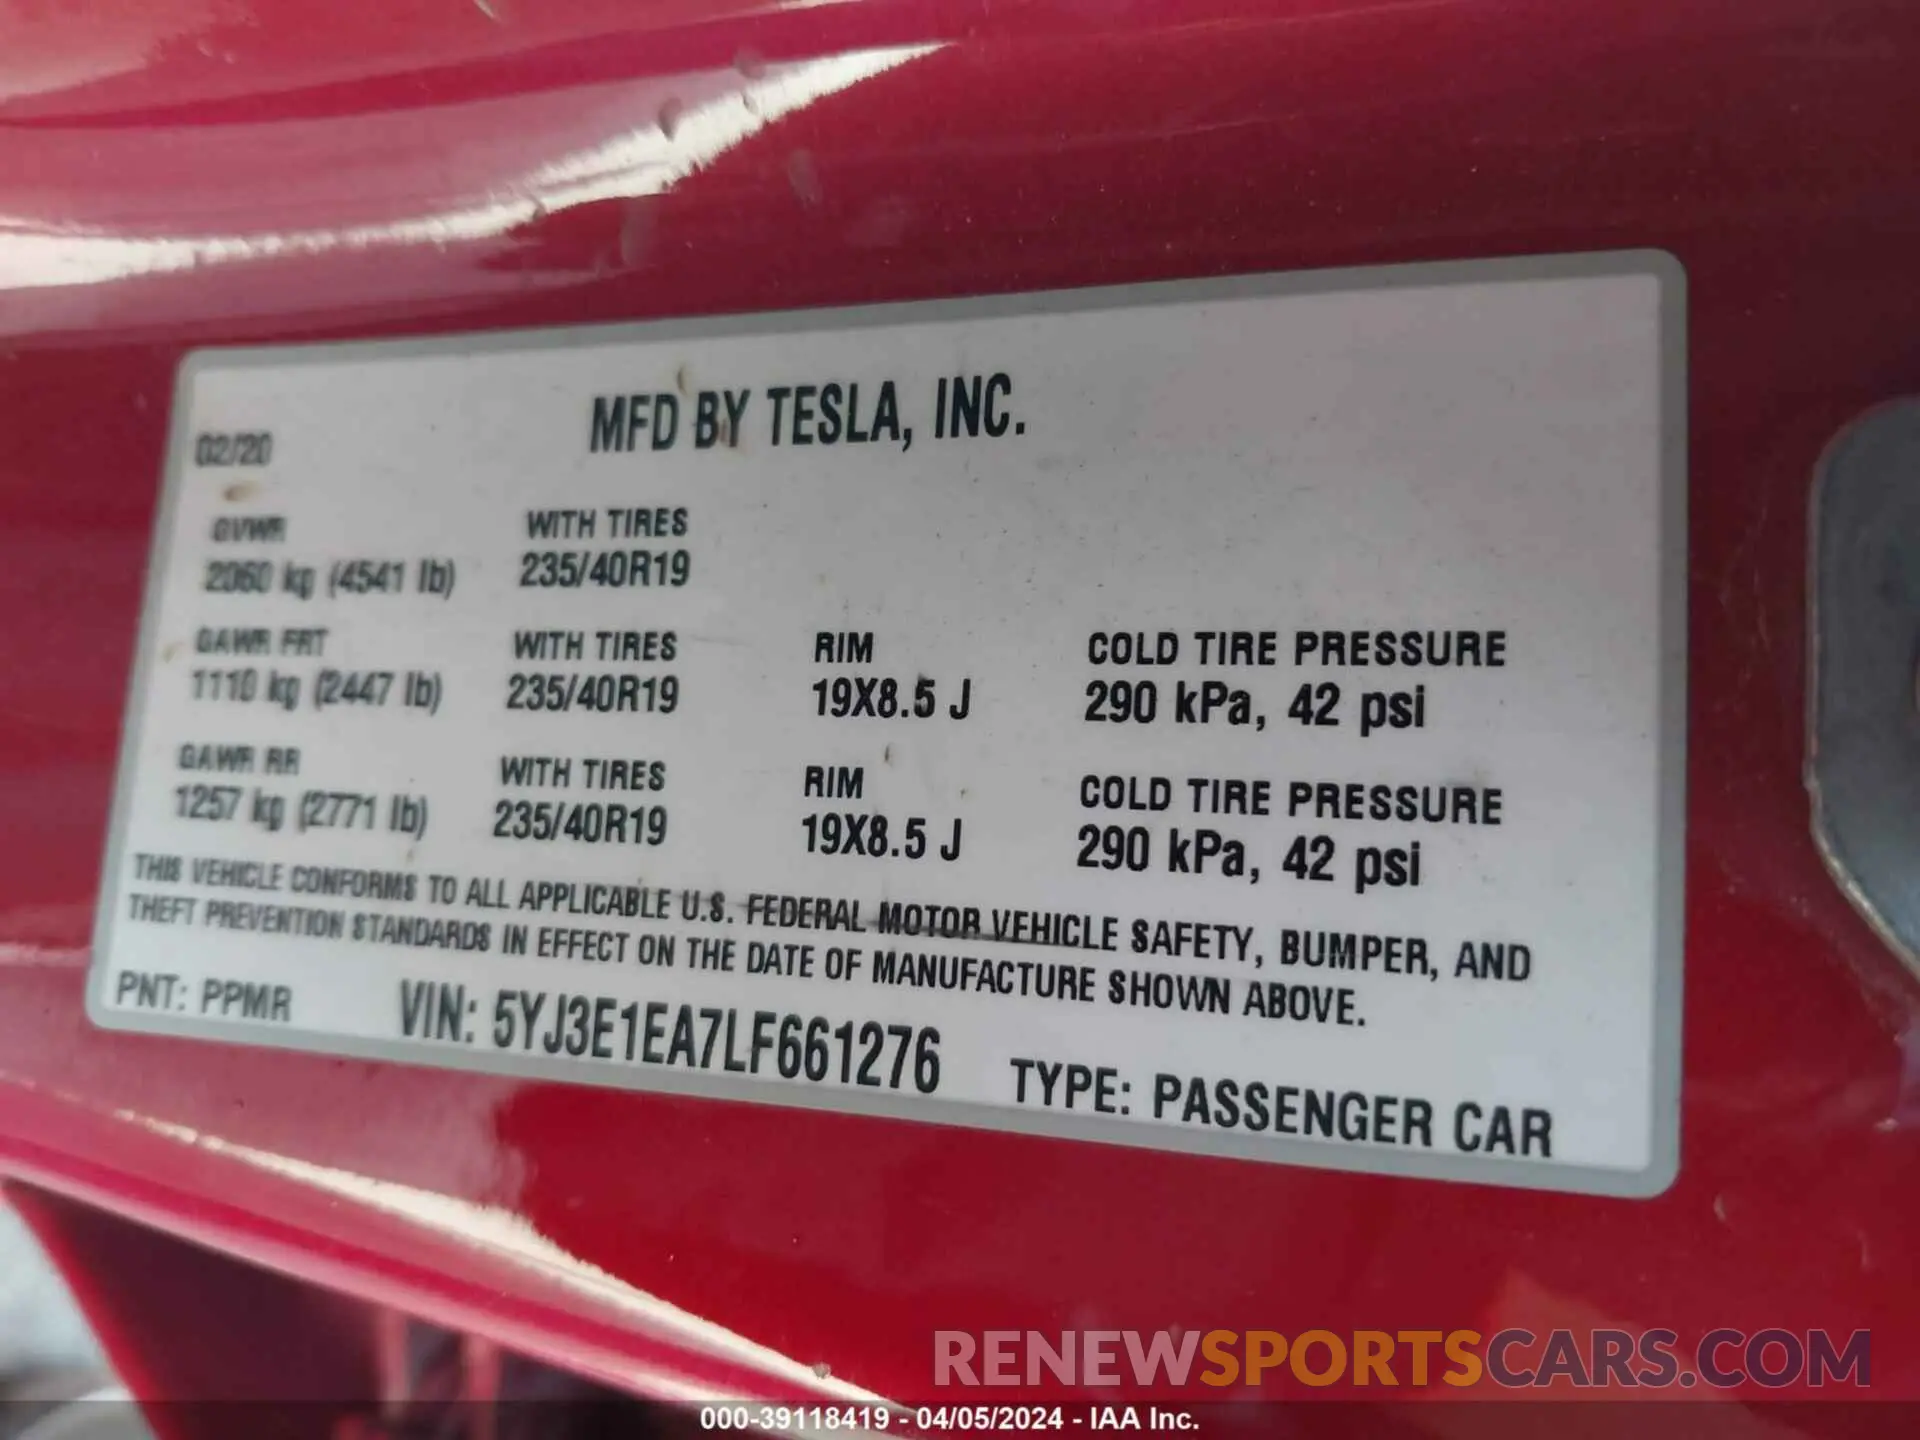 MFD BY TESLA, INC.
02/20
GVWR WITH TIRES
2060 kg (4541 lb) 235/40R19
GAWR FRT WITH TIRES RIM COLD TIRE PRESSURE
1110 kg (2447 lb) 235/40R19 19X8.5 J 290 kPa, 42 psi
GAWR RR WITH TIRES RIM COLD TIRE PRESSURE
1257 kg (2771 lb) 235/40R19 19X8.5 J 290 kPa, 42 psi
THIS VEHICLE CONFORMS TO ALL APPLICABLE U.S. FEDERAL MOTOR VEHICLE SAFETY, BUMPER, AND
THEFT PREVENTION STANDARDS IN EFFECT ON THE DATE OF MANUFACTURE SHOWN ABOVE.
PNT: PPMR VIN: 5YJ3E1EA7LF661276 TYPE: PASSENGER CAR
RENEWSPORTSCARS.COM
000-39118419 - 04/05/2024 - IAA Inc.